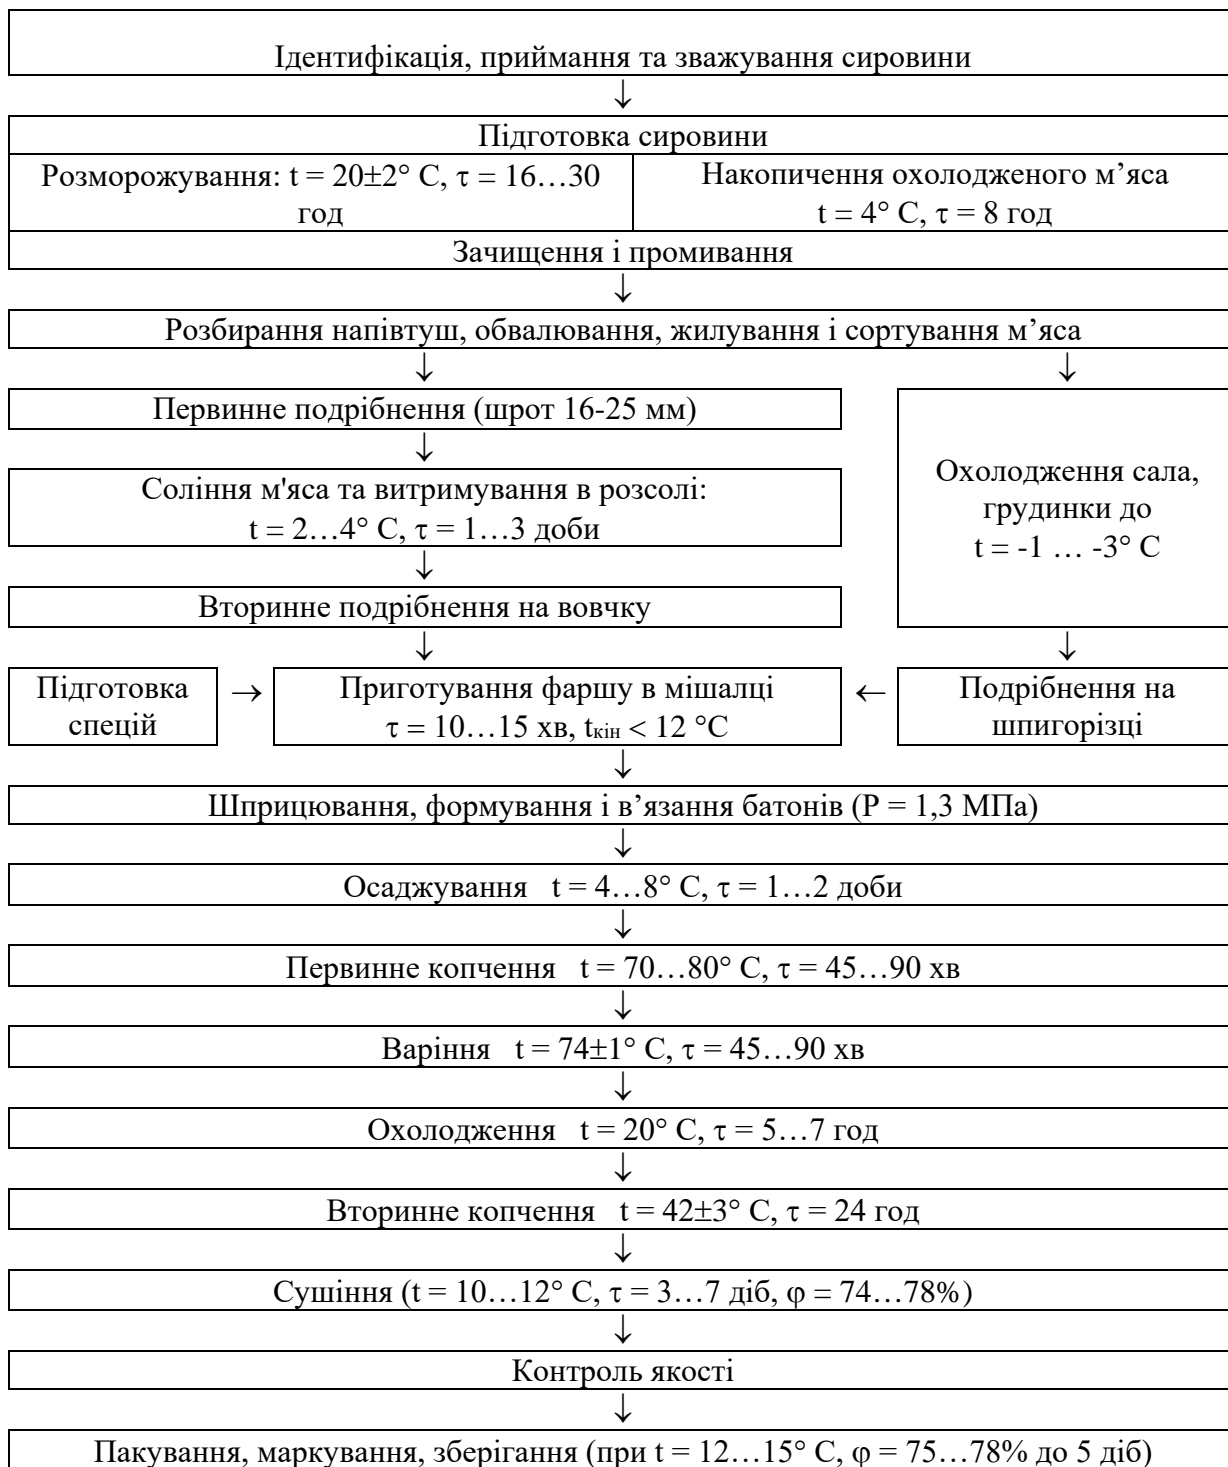 Ідентифікація, приймання та зважування сировини
↓
Підготовка сировини
Розморожування: t = 20±2° С, τ = 16…30
год
Накопичення охолодженого м’яса
t = 4° С, τ = 8 год
Зачищення і промивання
↓
Розбирання напівтуш, обвалювання, жилування і сортування м’яса
↓ ↓
Первинне подрібнення (шрот 16-25 мм)
↓
Соління м'яса та витримування в розсолі:
t = 2…4° С, τ = 1…3 доби
↓
Вторинне подрібнення на вовчку
Охолодження сала,
грудинки до
t = -1 … -3° С
↓ ↓
Підготовка
спецій
→
Приготування фаршу в мішалці
τ = 10…15 хв, tкін < 12 °С
←
Подрібнення на
шпигорізці
↓
Шприцювання, формування і в’язання батонів (Р = 1,3 МПа)
↓
Осаджування t = 4…8° С, τ = 1…2 доби
↓
Первинне копчення t = 70…80° С, τ = 45…90 хв
↓
Варіння t = 74±1° С, τ = 45…90 хв
↓
Охолодження t = 20° С, τ = 5…7 год
↓
Вторинне копчення t = 42±3° С, τ = 24 год
↓
Сушіння (t = 10…12° С, τ = 3…7 діб, φ = 74…78%)
↓
Контроль якості
↓
Пакування, маркування, зберігання (при t = 12…15° С, φ = 75…78% до 5 діб)